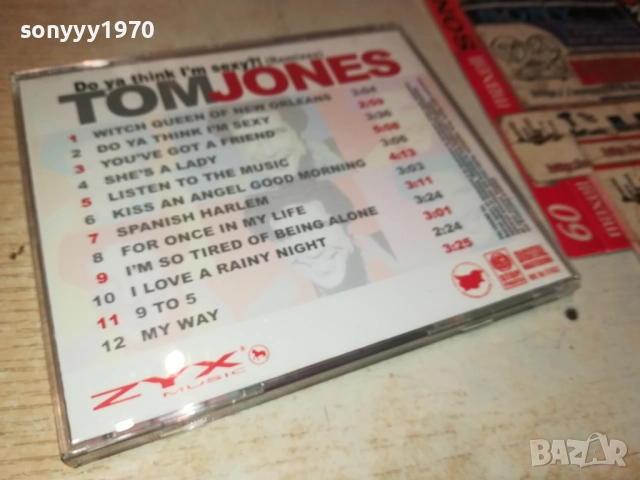 sonyyy1970
Do ya think I'm sexy?! (Remixes)
TOMJONES
1 WITCH QUEEN OF NEW ORLEANS 3:04
2 DO YA THINK I'M SEXY 2:59
3 YOU'VE GOT A FRIEND 3:36
4 SHE'S A LADY 5:08
5 LISTEN TO THE MUSIC 3:06
6 KISS AN ANGEL GOOD MORNING 4:13
7 SPANISH HARLEM 3:03
8 FOR ONCE IN MY LIFE 3:11
9 I'M SO TIRED OF BEING ALONE 3:24
10 I LOVE A RAINY NIGHT 3:01
11 9 TO 5 2:24
12 MY WAY 3:25
ZYX
MUSIC
60
BAZAR